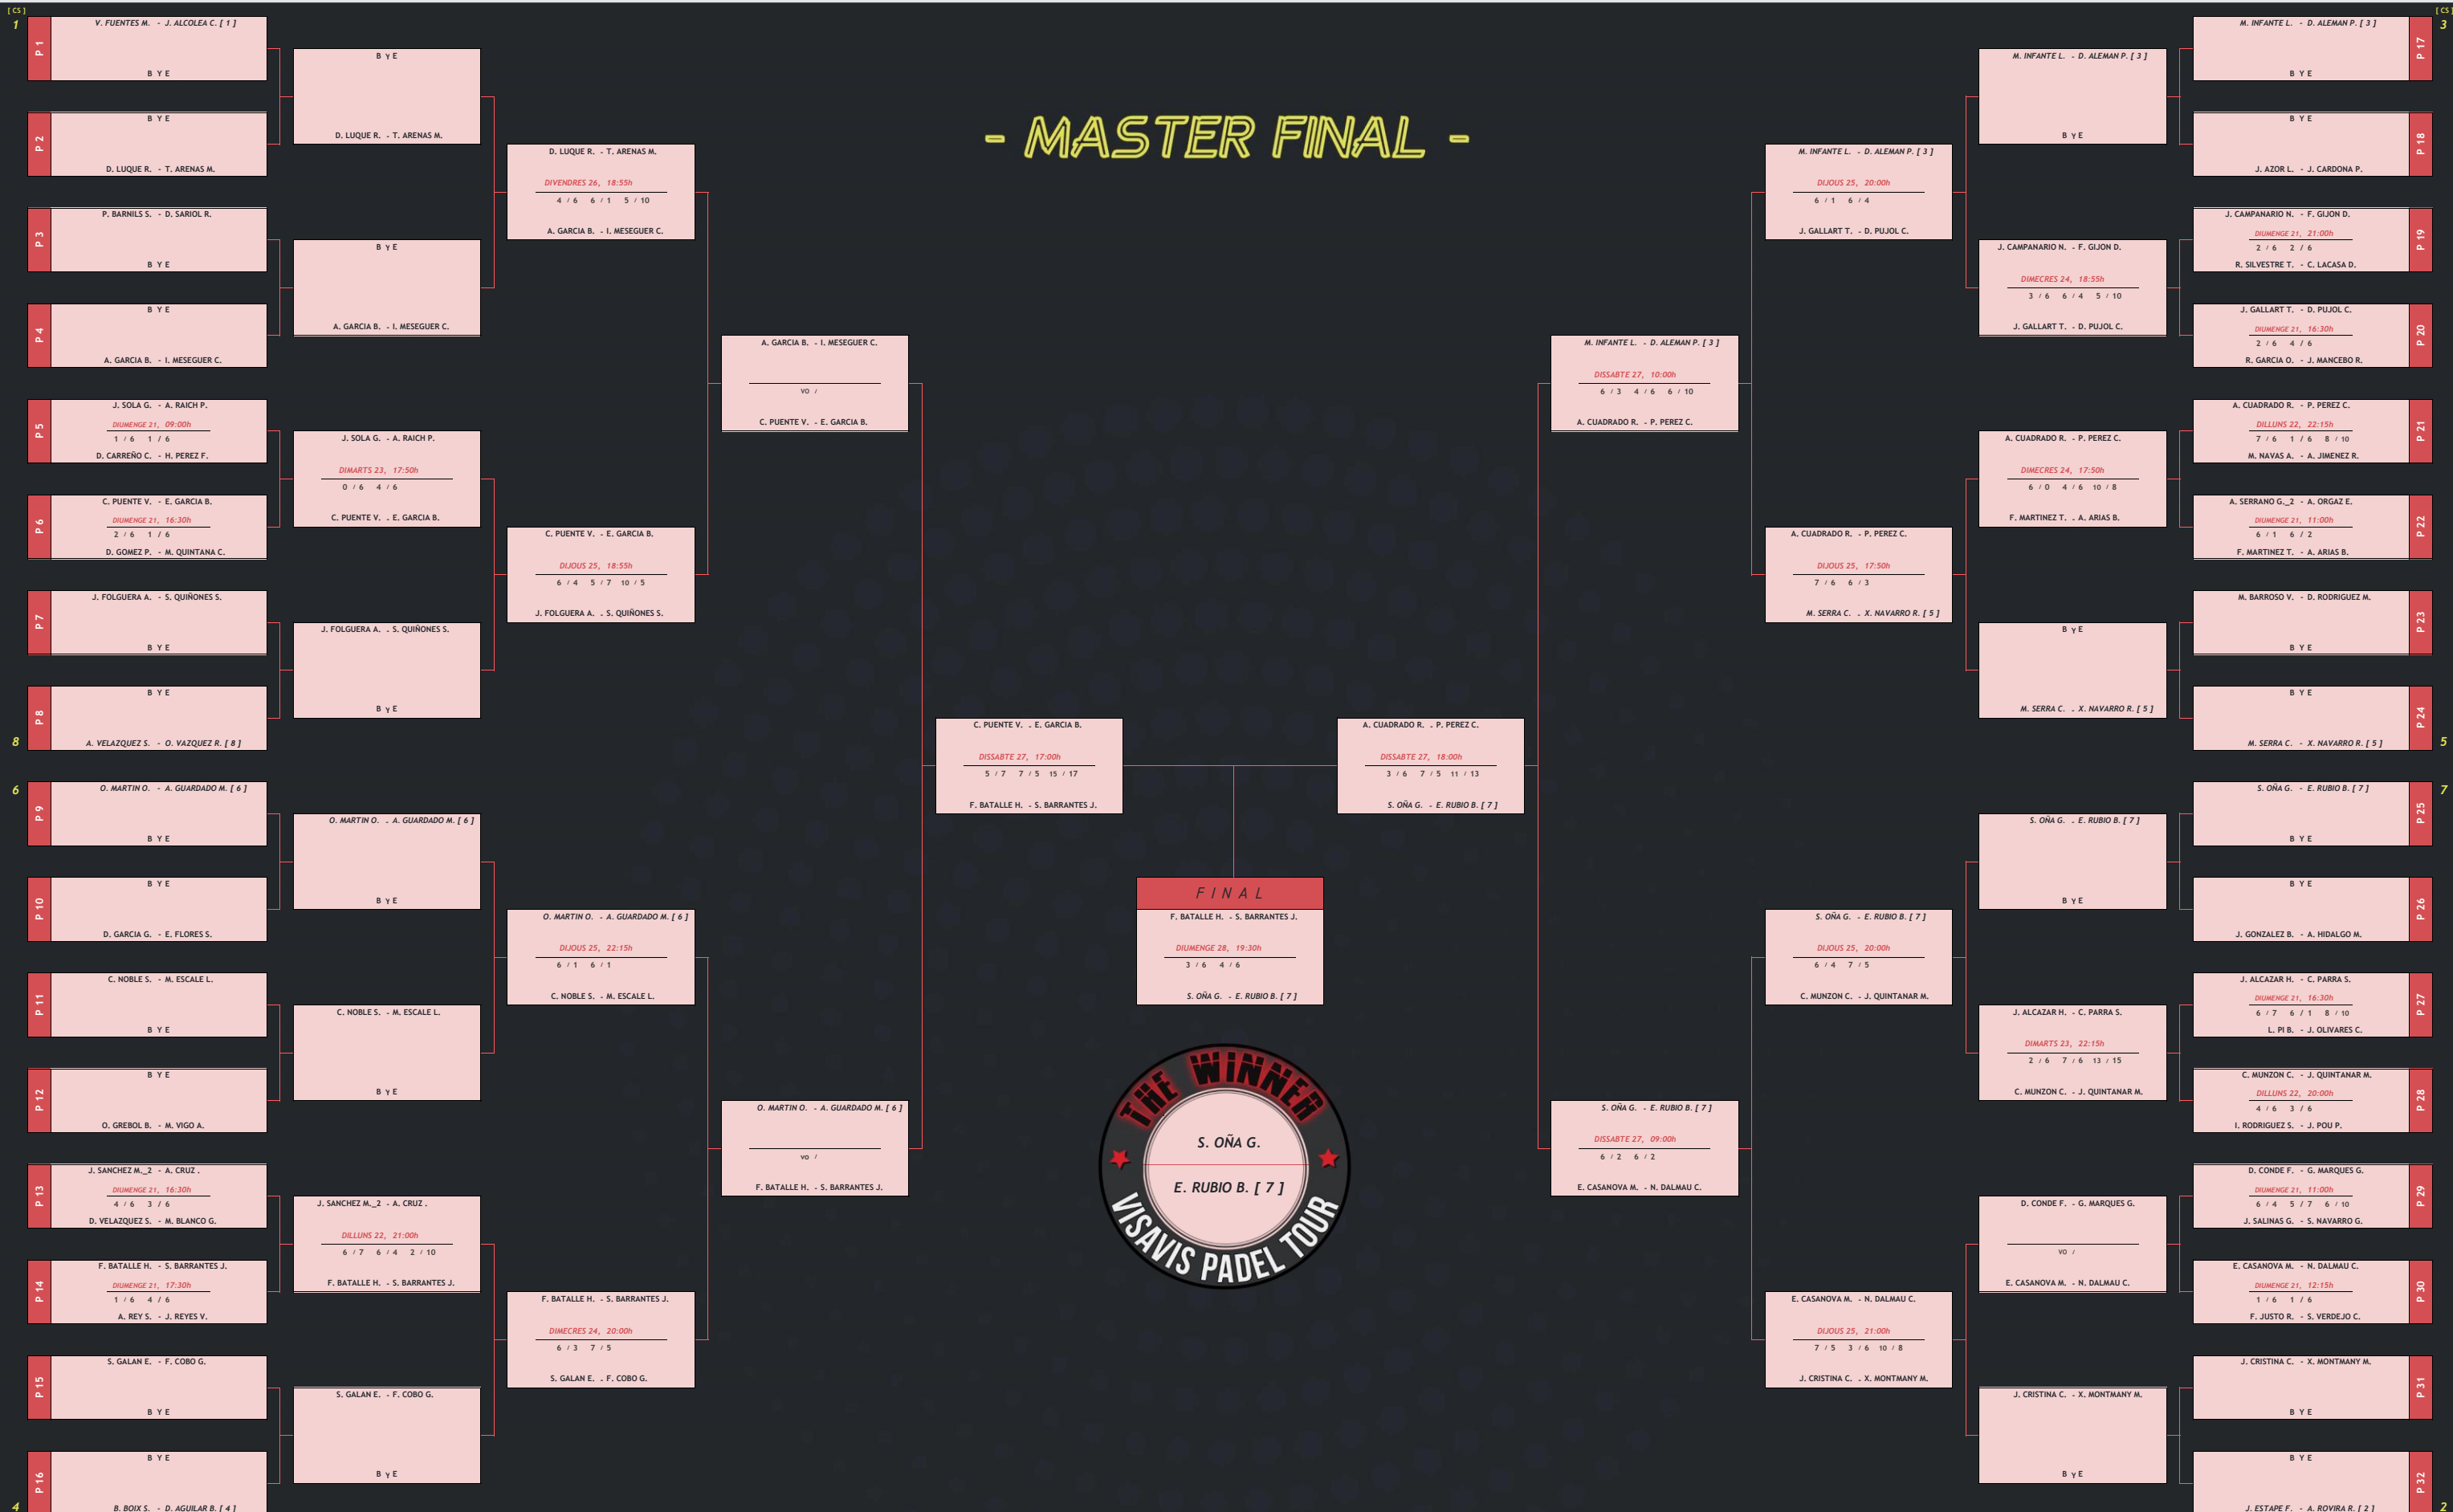 [ CS ]
1
P 1
V. FUENTES M. - J. ALCOLEA C. [ 1 ]
B Y E
P 2
B Y E
D. LUQUE R. - T. ARENAS M.
P 3
P. BARNILS S. - D. SARIOL R.
B Y E
P 4
B Y E
A. GARCIA B. - I. MESEGUER C.
P 5
J. SOLA G. - A. RAICH P.
DIUMENGE 21, 09:00h
1 / 6 1 / 6
D. CARREÑO C. - H. PEREZ F.
P 6
C. PUENTE V. - E. GARCIA B.
DIUMENGE 21, 16:30h
2 / 6 1 / 6
D. GOMEZ P. - M. QUINTANA C.
P 7
J. FOLGUERA A. - S. QUIÑONES S.
B Y E
P 8
B Y E
A. VELAZQUEZ S. - O. VAZQUEZ R. [ 8 ]
8
6
P 9
O. MARTIN O. - A. GUARDADO M. [ 6 ]
B Y E
P 10
B Y E
D. GARCIA G. - E. FLORES S.
P 11
C. NOBLE S. - M. ESCALE L.
B Y E
P 12
B Y E
O. GREBOL B. - M. VIGO A.
P 13
J. SANCHEZ M._2 - A. CRUZ .
DIUMENGE 21, 16:30h
4 / 6 3 / 6
D. VELAZQUEZ S. - M. BLANCO G.
P 14
F. BATALLE H. - S. BARRANTES J.
DIUMENGE 21, 17:30h
1 / 6 4 / 6
A. REY S. - J. REYES V.
P 15
S. GALAN E. - F. COBO G.
B Y E
P 16
B Y E
B. BOIX S. - D. AGUILAR B. [ 4 ]
4
B y E
D. LUQUE R. - T. ARENAS M.
B y E
A. GARCIA B. - I. MESEGUER C.
J. SOLA G. - A. RAICH P.
DIMARTS 23, 17:50h
0 / 6 4 / 6
C. PUENTE V. - E. GARCIA B.
J. FOLGUERA A. - S. QUIÑONES S.
B y E
O. MARTIN O. - A. GUARDADO M. [ 6 ]
B y E
C. NOBLE S. - M. ESCALE L.
B y E
J. SANCHEZ M._2 - A. CRUZ .
DILLUNS 22, 21:00h
6 / 7 6 / 4 2 / 10
F. BATALLE H. - S. BARRANTES J.
S. GALAN E. - F. COBO G.
B y E
D. LUQUE R. - T. ARENAS M.
DIVENDRES 26, 18:55h
4 / 6 6 / 1 5 / 10
A. GARCIA B. - I. MESEGUER C.
C. PUENTE V. - E. GARCIA B.
DIJOUS 25, 18:55h
6 / 4 5 / 7 10 / 5
J. FOLGUERA A. - S. QUIÑONES S.
O. MARTIN O. - A. GUARDADO M. [ 6 ]
DIJOUS 25, 22:15h
6 / 1 6 / 1
C. NOBLE S. - M. ESCALE L.
F. BATALLE H. - S. BARRANTES J.
DIMECRES 24, 20:00h
6 / 3 7 / 5
S. GALAN E. - F. COBO G.
A. GARCIA B. - I. MESEGUER C.
VO /
C. PUENTE V. - E. GARCIA B.
O. MARTIN O. - A. GUARDADO M. [ 6 ]
VO /
F. BATALLE H. - S. BARRANTES J.
C. PUENTE V. - E. GARCIA B.
DISSABTE 27, 17:00h
5 / 7 7 / 5 15 / 17
F. BATALLE H. - S. BARRANTES J.
- MASTER FINAL -
FINAL
F. BATALLE H. - S. BARRANTES J.
DIUMENGE 28, 19:30h
3 / 6 4 / 6
S. OÑA G. - E. RUBIO B. [ 7 ]
THE WINNER
S. OÑA G.
E. RUBIO B. [ 7 ]
VISAVIS PADEL TOUR
A. CUADRADO R. - P. PEREZ C.
DISSABTE 27, 18:00h
3 / 6 7 / 5 11 / 13
S. OÑA G. - E. RUBIO B. [ 7 ]
M. INFANTE L. - D. ALEMAN P. [ 3 ]
DISSABTE 27, 10:00h
6 / 3 4 / 6 6 / 10
A. CUADRADO R. - P. PEREZ C.
S. OÑA G. - E. RUBIO B. [ 7 ]
DISSABTE 27, 09:00h
6 / 2 6 / 2
E. CASANOVA M. - N. DALMAU C.
M. INFANTE L. - D. ALEMAN P. [ 3 ]
DIJOUS 25, 20:00h
6 / 1 6 / 4
J. GALLART T. - D. PUJOL C.
A. CUADRADO R. - P. PEREZ C.
DIJOUS 25, 17:50h
7 / 6 6 / 3
M. SERRA C. - X. NAVARRO R. [ 5 ]
S. OÑA G. - E. RUBIO B. [ 7 ]
DIJOUS 25, 20:00h
6 / 4 7 / 5
C. MUNZON C. - J. QUINTANAR M.
E. CASANOVA M. - N. DALMAU C.
DIJOUS 25, 21:00h
7 / 5 3 / 6 10 / 8
J. CRISTINA C. - X. MONTMANY M.
M. INFANTE L. - D. ALEMAN P. [ 3 ]
B y E
J. CAMPANARIO N. - F. GIJON D.
DIMECRES 24, 18:55h
3 / 6 6 / 4 5 / 10
J. GALLART T. - D. PUJOL C.
A. CUADRADO R. - P. PEREZ C.
DIMECRES 24, 17:50h
6 / 0 4 / 6 10 / 8
F. MARTINEZ T. - A. ARIAS B.
B y E
M. SERRA C. - X. NAVARRO R. [ 5 ]
S. OÑA G. - E. RUBIO B. [ 7 ]
B y E
J. ALCAZAR H. - C. PARRA S.
DIMARTS 23, 22:15h
2 / 6 7 / 6 13 / 15
C. MUNZON C. - J. QUINTANAR M.
D. CONDE F. - G. MARQUES G.
VO /
E. CASANOVA M. - N. DALMAU C.
J. CRISTINA C. - X. MONTMANY M.
B y E
[ CS ]
3
M. INFANTE L. - D. ALEMAN P. [ 3 ]
B Y E
P 17
B Y E
J. AZOR L. - J. CARDONA P.
P 18
J. CAMPANARIO N. - F. GIJON D.
DIUMENGE 21, 21:00h
2 / 6 2 / 6
R. SILVESTRE T. - C. LACASA D.
P 19
J. GALLART T. - D. PUJOL C.
DIUMENGE 21, 16:30h
2 / 6 4 / 6
R. GARCIA O. - J. MANCEBO R.
P 20
A. CUADRADO R. - P. PEREZ C.
DILLUNS 22, 22:15h
7 / 6 1 / 6 8 / 10
M. NAVAS A. - A. JIMENEZ R.
P 21
A. SERRANO G._2 - A. ORGAZ E.
DIUMENGE 21, 11:00h
6 / 1 6 / 2
F. MARTINEZ T. - A. ARIAS B.
P 22
M. BARROSO V. - D. RODRIGUEZ M.
B Y E
P 23
B Y E
M. SERRA C. - X. NAVARRO R. [ 5 ]
P 24
5
7
S. OÑA G. - E. RUBIO B. [ 7 ]
B Y E
P 25
B Y E
J. GONZALEZ B. - A. HIDALGO M.
P 26
J. ALCAZAR H. - C. PARRA S.
DIUMENGE 21, 16:30h
6 / 7 6 / 1 8 / 10
L. PI B. - J. OLIVARES C.
P 27
C. MUNZON C. - J. QUINTANAR M.
DILLUNS 22, 20:00h
4 / 6 3 / 6
I. RODRIGUEZ S. - J. POU P.
P 28
D. CONDE F. - G. MARQUES G.
DIUMENGE 21, 11:00h
6 / 4 5 / 7 6 / 10
J. SALINAS G. - S. NAVARRO G.
P 29
E. CASANOVA M. - N. DALMAU C.
DIUMENGE 21, 12:15h
1 / 6 1 / 6
F. JUSTO R. - S. VERDEJO C.
P 30
J. CRISTINA C. - X. MONTMANY M.
B Y E
P 31
B Y E
J. ESTAPE F. - A. ROVIRA R. [ 2 ]
P 32
2